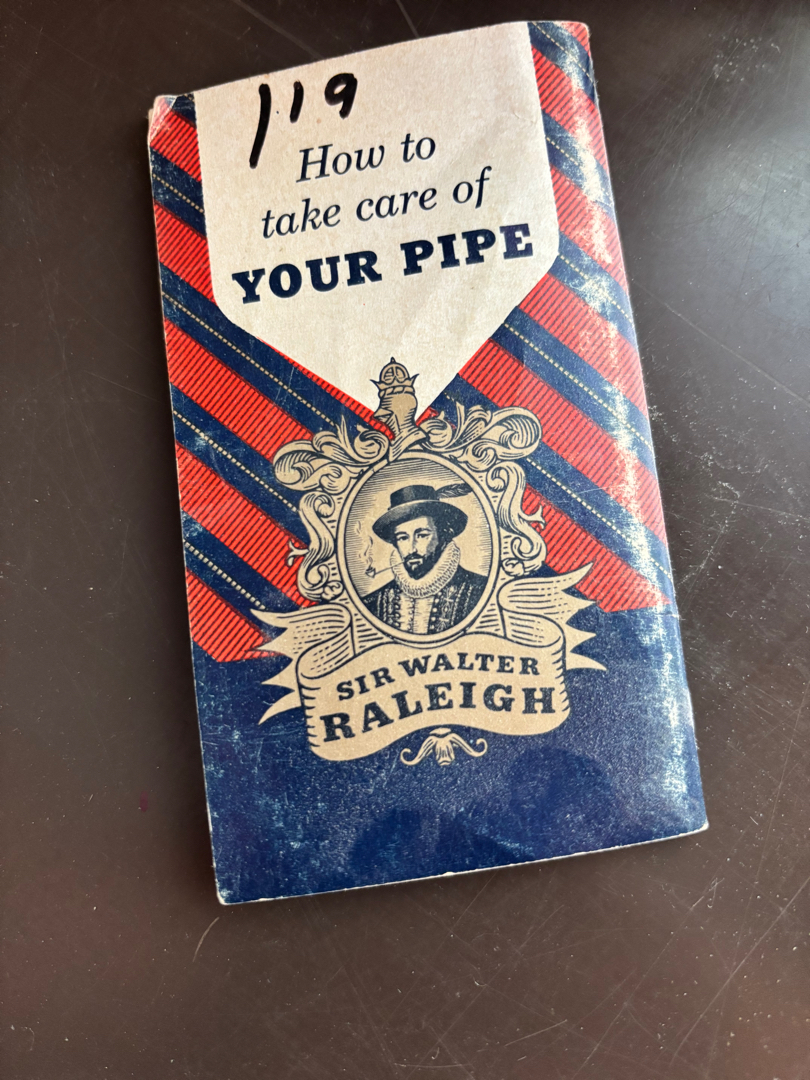 119
How to
take care of
YOUR PIPE
SIR WALTER
RALEIGH